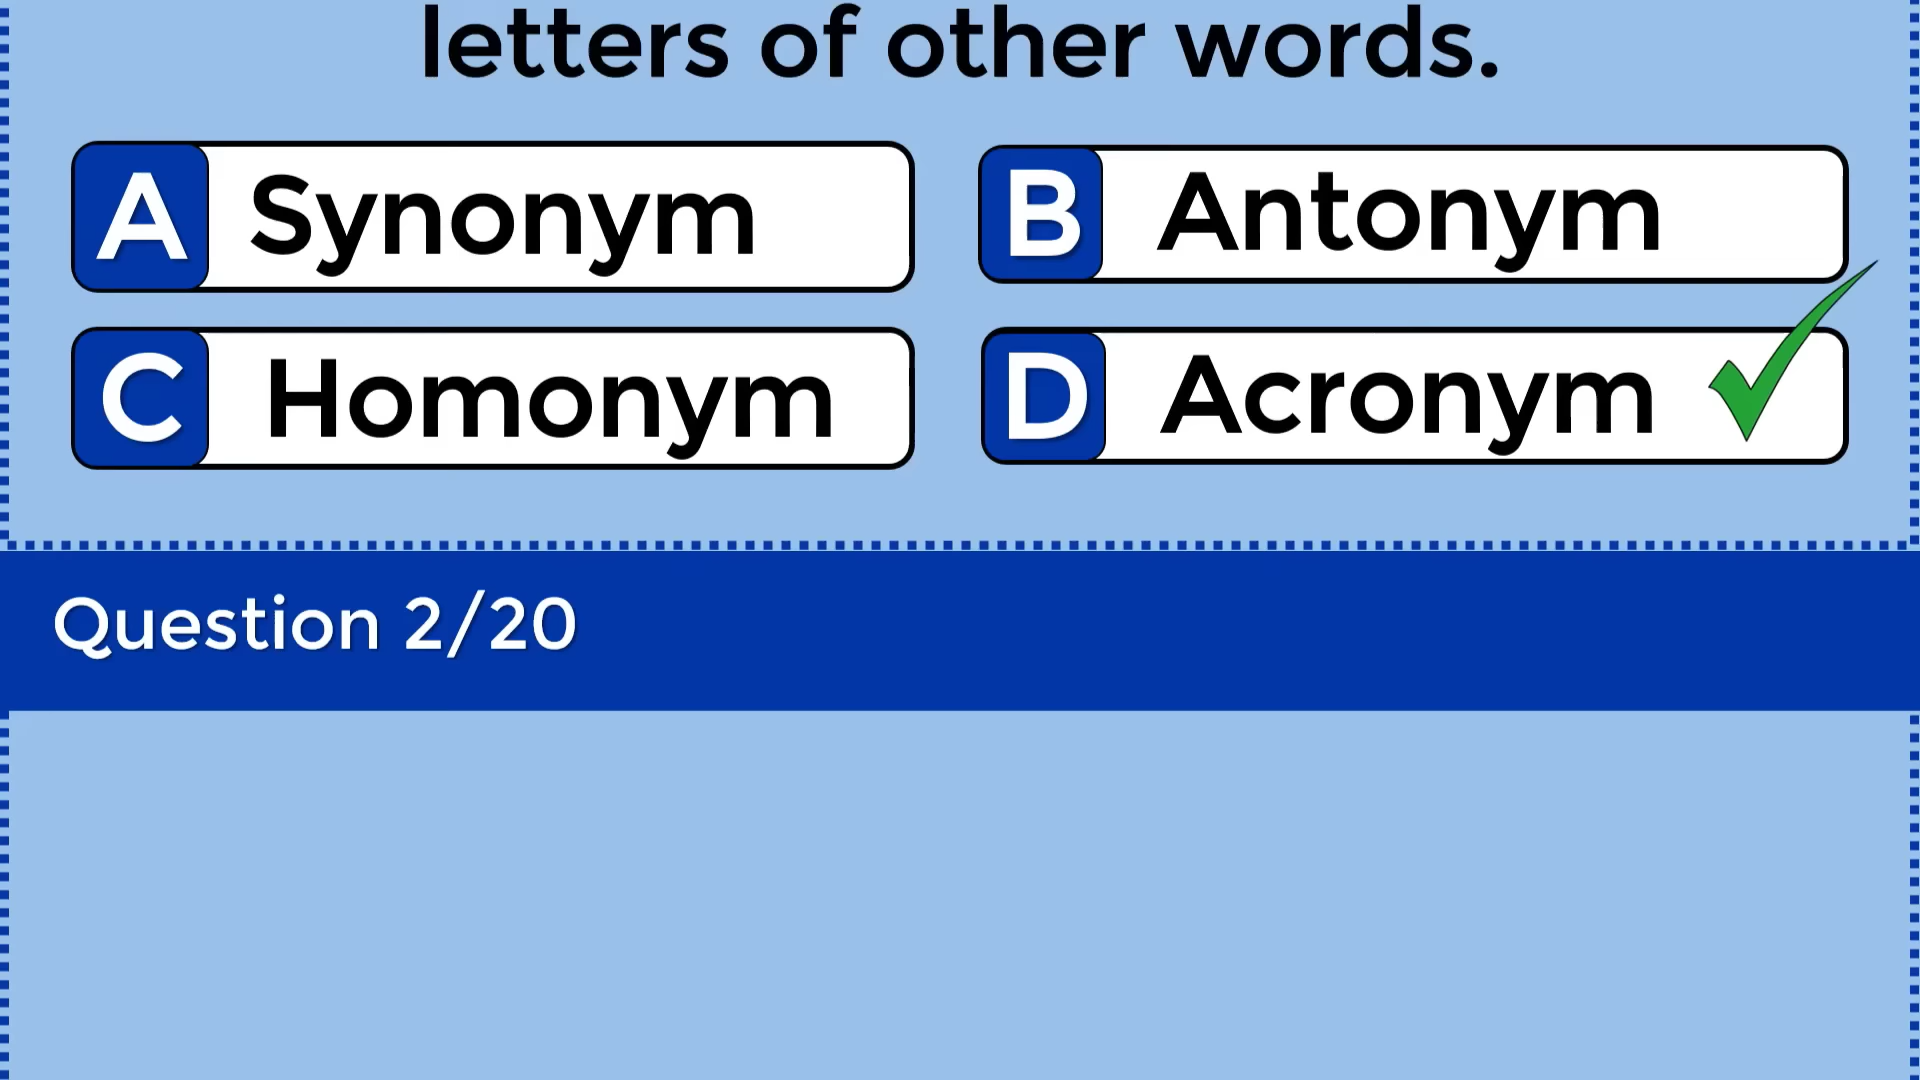 letters of other words.
A Synonym
B Antonym
C Homonym
D Acronym
Question 2/20